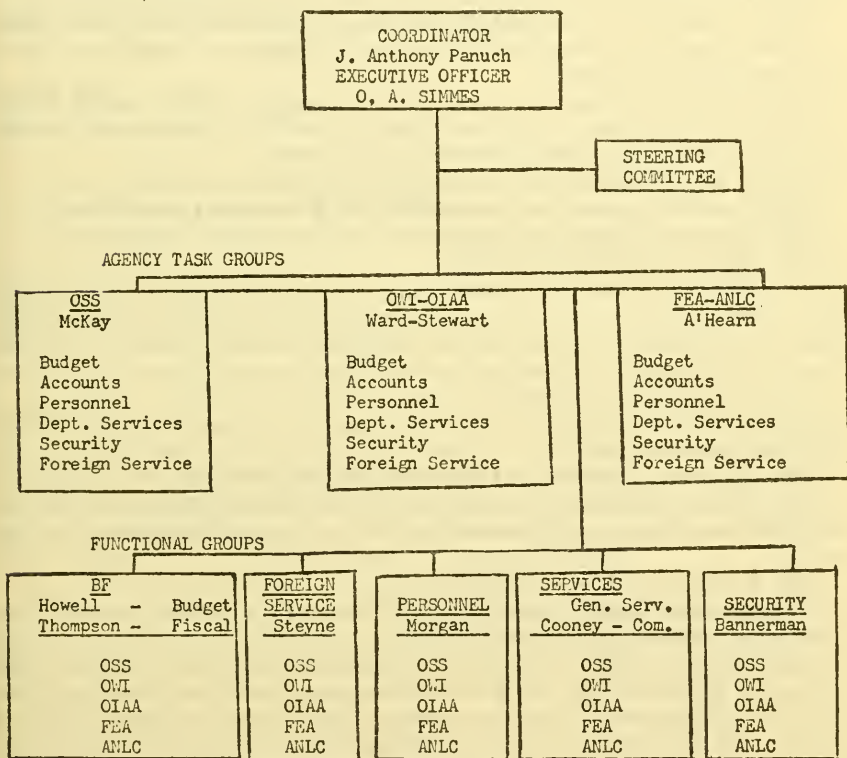 COORDINATOR
J. Anthony Panuch
EXECUTIVE OFFICER
O, A. SIMMES
STEERING
COMMITTEE
AGENCY TASK GROUPS
OSS
McKay
Budget
Accounts
Personnel
Dept. Services
Security
Foreign Service
OWI-OIAA
Ward-Stewart
Budget
Accounts
Personnel
Dept. Services
Security
Foreign Service
FEA-ANLC
A'Hearn
Budget
Accounts
Personnel
Dept. Services
Security
Foreign Service
FUNCTIONAL GROUPS
BF
Howell - Budget
Thompson - Fiscal
OSS
OWI
OIAA
FEA
ANLC
FOREIGN
SERVICE
Steyne
OSS
OWI
OIAA
FEA
ANLC
PERSONNEL
Morgan
OSS
OWI
OIAA
FEA
ANLC
SERVICES
Gen. Serv.
Cooney - Com.
OSS
OWI
OIAA
FEA
ANLC
SECURITY
Bannerman
OSS
OWI
OIAA
FEA
ANLC